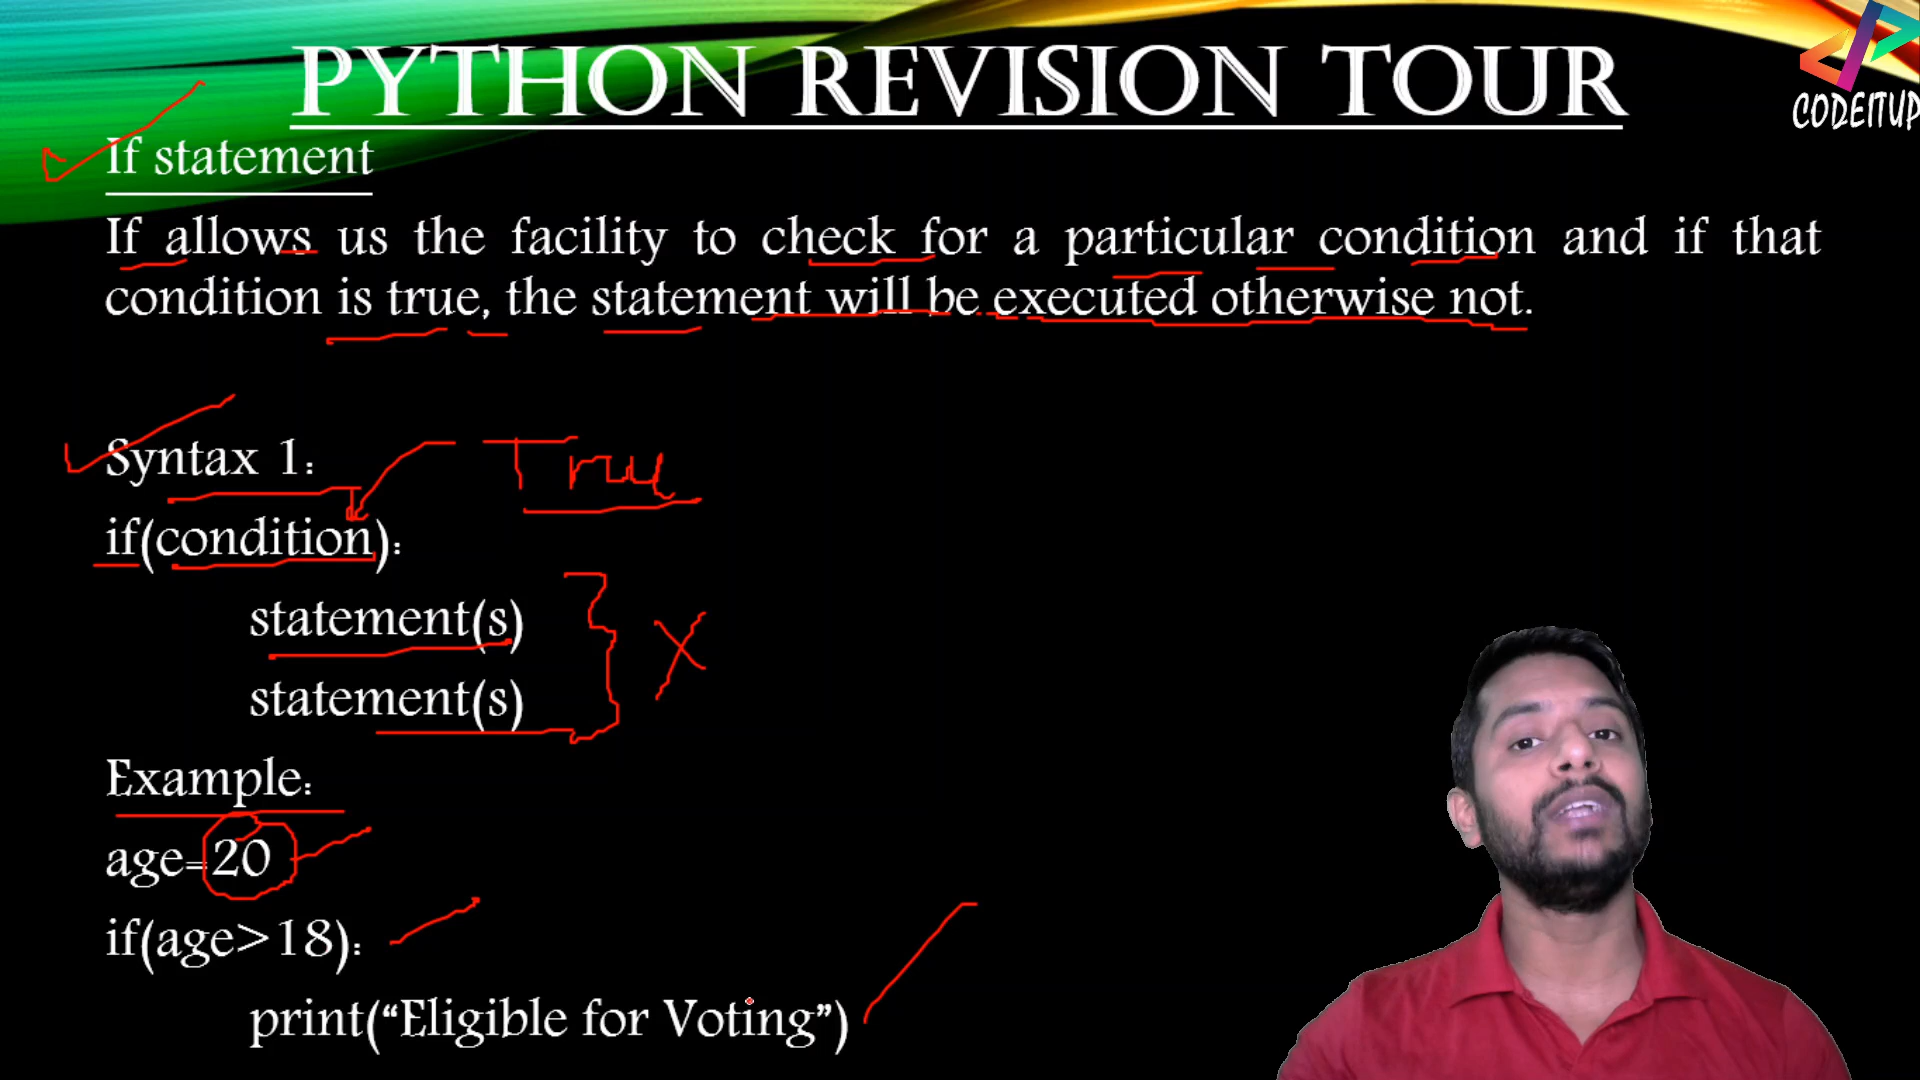 PYTHON REVISION TOUR
CODEITUP
If statement
If allows us the facility to check for a particular condition and if that
condition is true, the statement will be executed otherwise not.
Syntax 1:
True
if(condition):
statement(s)
statement(s)
Example:
age=20
if(age>18):
print(“Eligible for Voting”)